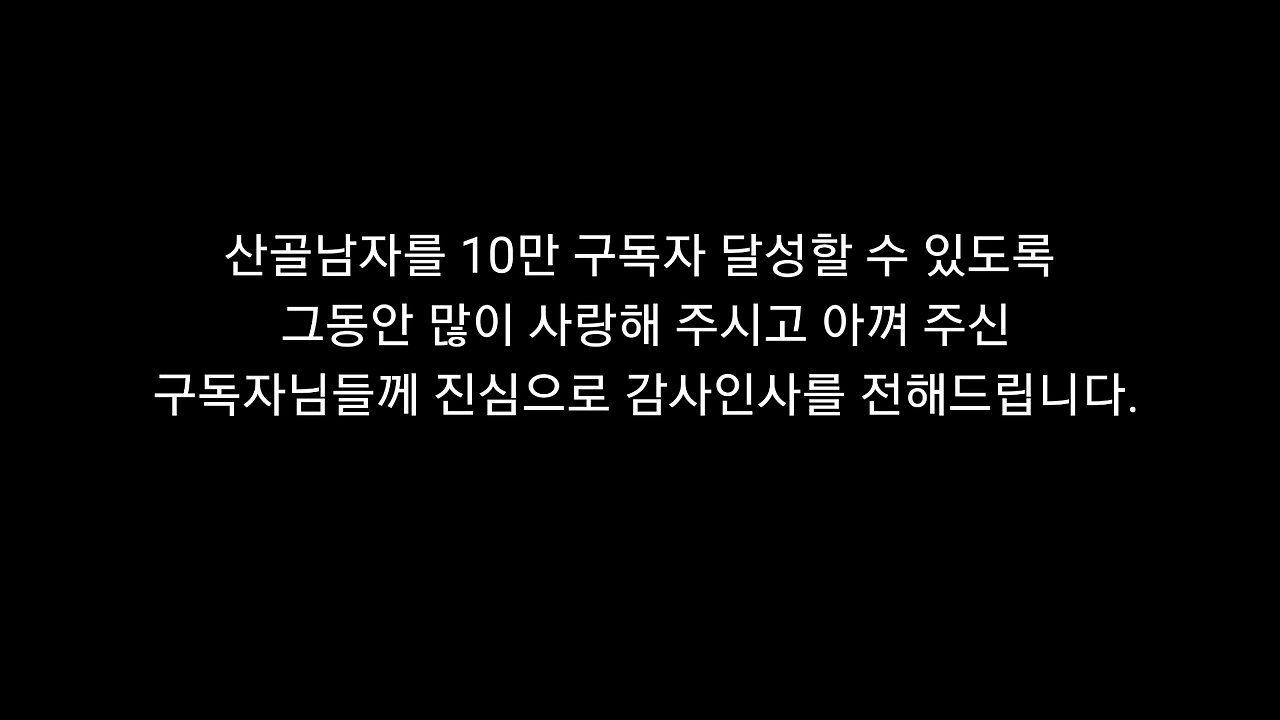 산골남자를 10만 구독자 달성할 수 있도록
그동안 많이 사랑해 주시고 아껴 주신
구독자님들께 진심으로 감사인사를 전해드립니다.